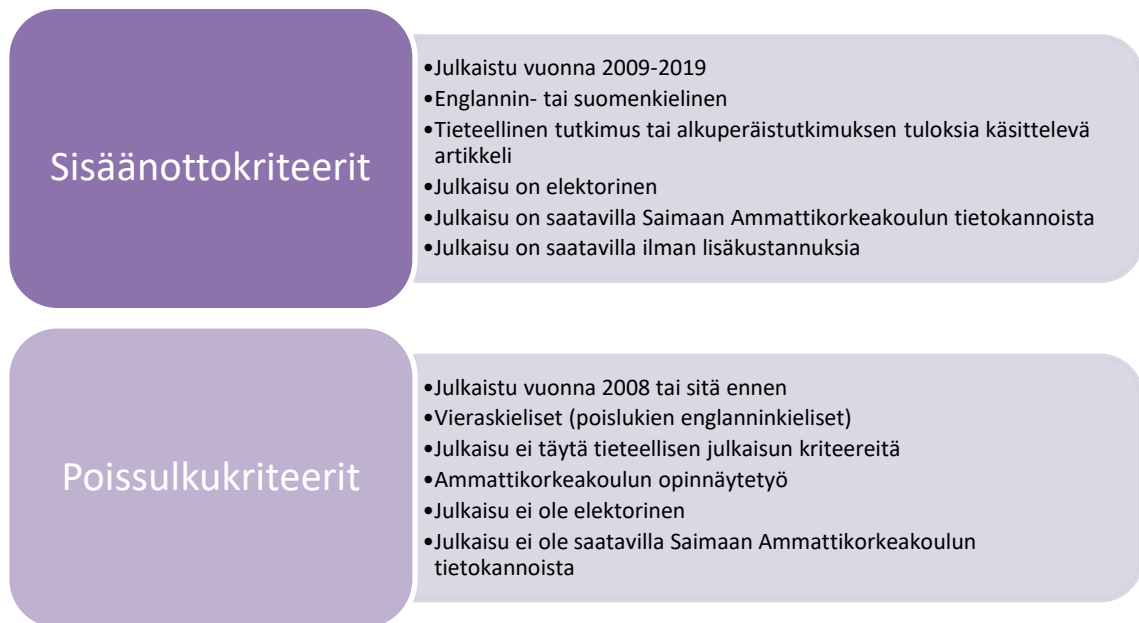 Sisäänottokriteerit
•Julkaistu vuonna 2009-2019
•Englannin- tai suomenkielinen
•Tieteellinen tutkimus tai alkuperäistutkimuksen tuloksia käsittelevä
artikkeli
•Julkaisu on elektorinen
•Julkaisu on saatavilla Saimaan Ammattikorkeakoulun tietokannoista
•Julkaisu on saatavilla ilman lisäkustannuksia
Poissulkukriteerit
•Julkaistu vuonna 2008 tai sitä ennen
•Vieraskieliset (poislukien englanninkieliset)
•Julkaisu ei täytä tieteellisen julkaisun kriteereitä
•Ammattikorkeakoulun opinnäytetyö
•Julkaisu ei ole elektorinen
•Julkaisu ei ole saatavilla Saimaan Ammattikorkeakoulun
tietokannoista